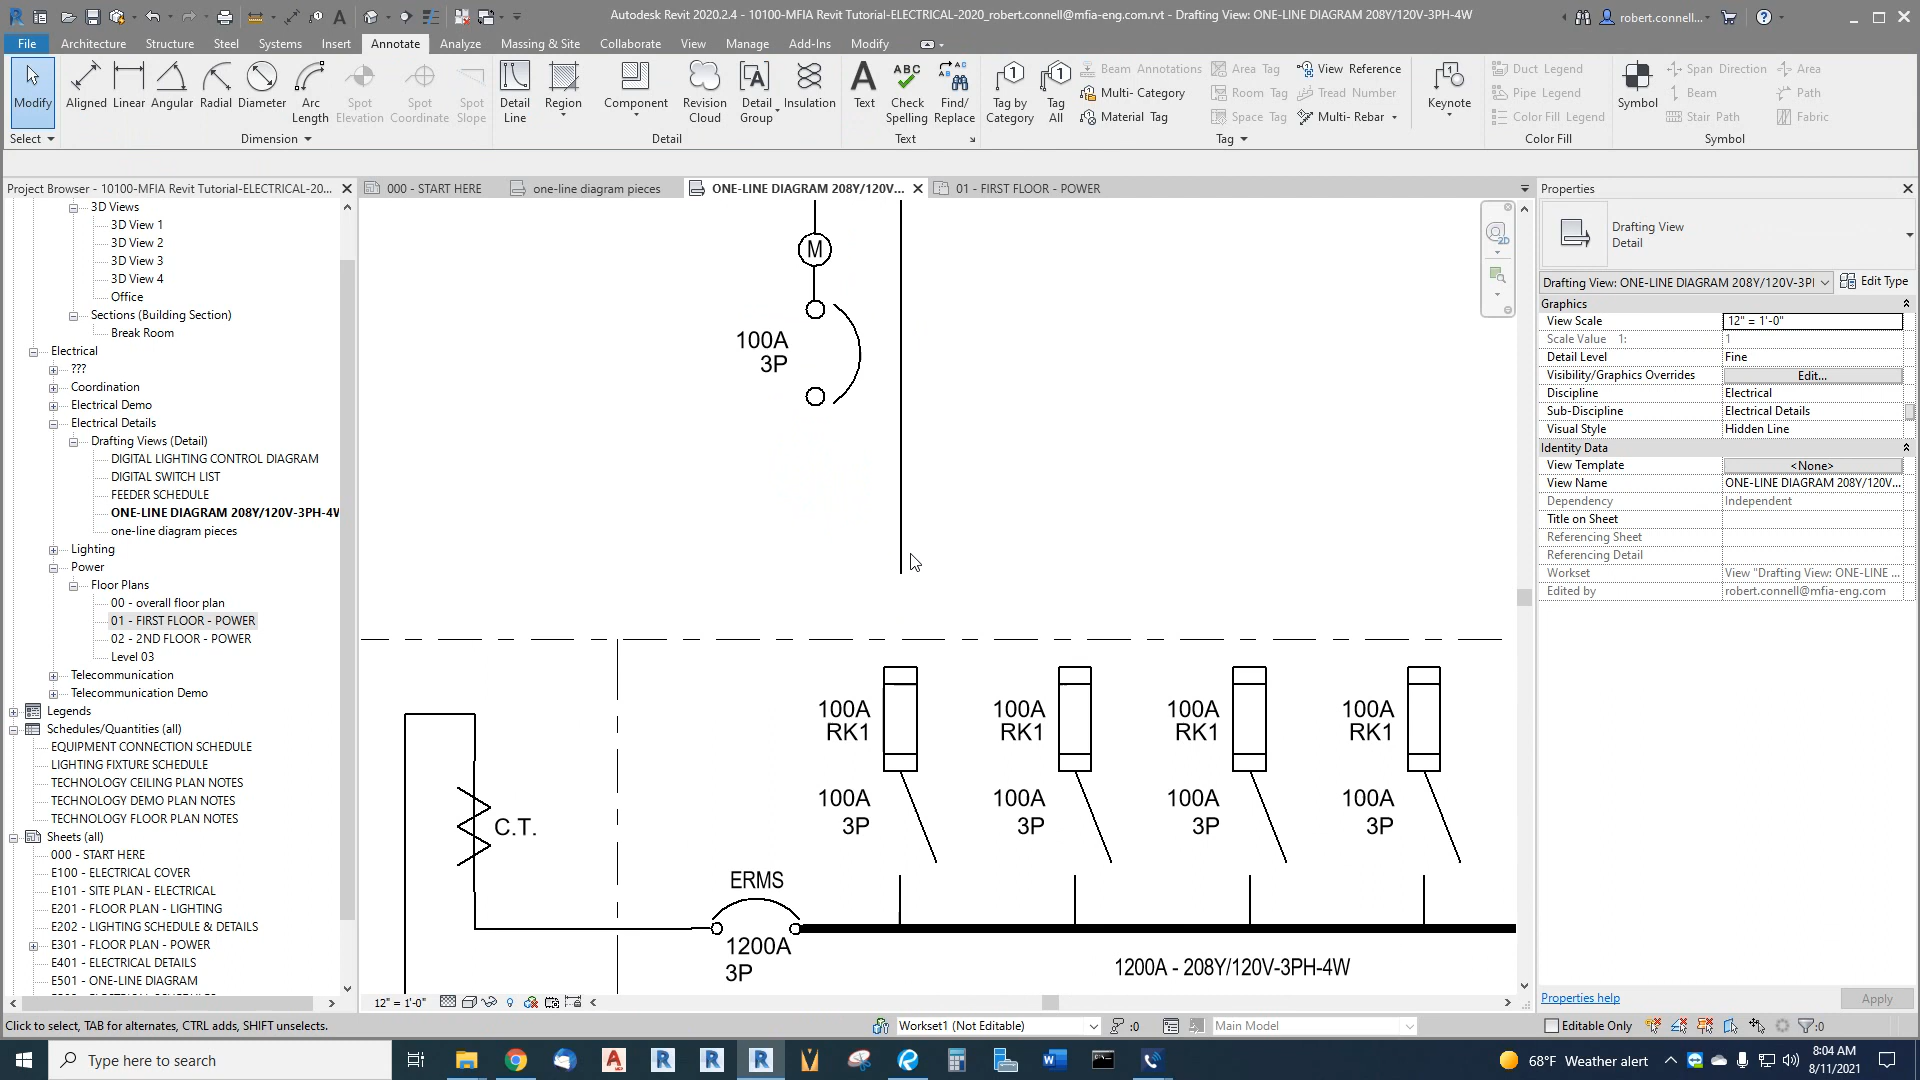 Autodesk Revit 2020.2.4 - 10100-MFIA Revit Tutorial-ELECTRICAL-2020_robert.connell@mfia-eng.com.rvt - Drafting View: ONE-LINE DIAGRAM 208Y/120V-3PH-4W
robert.connell...
File Architecture Structure Steel Systems Insert Annotate Analyze Massing & Site Collaborate View Manage Add-Ins Modify
Modify Aligned Linear Angular Radial Diameter Arc Length Spot Elevation Spot Coordinate Spot Slope
Detail Line Region Component Revision Cloud Detail Group Insulation
Text ABC Check Spelling Find/ Replace
Tag by Category Tag All Beam Annotations Area Tag View Reference
Multi- Category Room Tag Tread Number
Material Tag Space Tag Multi- Rebar
Keynote
Duct Legend
Pipe Legend
Color Fill Legend
Symbol Span Direction Area
Beam Path
Stair Path Fabric
Select Dimension Detail Text Tag Color Fill Symbol
Project Browser - 10100-MFIA Revit Tutorial-ELECTRICAL-20...
3D Views
3D View 1
3D View 2
3D View 3
3D View 4
Office
Sections (Building Section)
Break Room
Electrical
???
Coordination
Electrical Demo
Electrical Details
Drafting Views (Detail)
DIGITAL LIGHTING CONTROL DIAGRAM
DIGITAL SWITCH LIST
FEEDER SCHEDULE
ONE-LINE DIAGRAM 208Y/120V-3PH-4W
one-line diagram pieces
Lighting
Power
Floor Plans
00 - overall floor plan
01 - FIRST FLOOR - POWER
02 - 2ND FLOOR - POWER
Level 03
Telecommunication
Telecommunication Demo
Legends
Schedules/Quantities (all)
EQUIPMENT CONNECTION SCHEDULE
LIGHTING FIXTURE SCHEDULE
TECHNOLOGY CEILING PLAN NOTES
TECHNOLOGY DEMO PLAN NOTES
TECHNOLOGY FLOOR PLAN NOTES
Sheets (all)
000 - START HERE
E100 - ELECTRICAL COVER
E101 - SITE PLAN - ELECTRICAL
E201 - FLOOR PLAN - LIGHTING
E202 - LIGHTING SCHEDULE & DETAILS
E301 - FLOOR PLAN - POWER
E401 - ELECTRICAL DETAILS
E501 - ONE-LINE DIAGRAM
000 - START HERE one-line diagram pieces ONE-LINE DIAGRAM 208Y/120V... 01 - FIRST FLOOR - POWER
2D
M
100A
3P
100A 100A 100A 100A
RK1 RK1 RK1 RK1
100A 100A 100A 100A
3P 3P 3P 3P
C.T.
ERMS
1200A
3P
1200A - 208Y/120V-3PH-4W
12" = 1'-0"
Properties
Drafting View
Detail
Drafting View: ONE-LINE DIAGRAM 208Y/120V-3PH Edit Type
Graphics
View Scale 12" = 1'-0"
Scale Value 1: 1
Detail Level Fine
Visibility/Graphics Overrides Edit...
Discipline Electrical
Sub-Discipline Electrical Details
Visual Style Hidden Line
Identity Data
View Template <None>
View Name ONE-LINE DIAGRAM 208Y/120V...
Dependency Independent
Title on Sheet
Referencing Sheet
Referencing Detail
Workset View "Drafting View: ONE-LINE ...
Edited by robert.connell@mfia-eng.com
Properties help Apply
Click to select, TAB for alternates, CTRL adds, SHIFT unselects.
Workset1 (Not Editable) :0 Main Model Editable Only :0
Type here to search
68°F Weather alert
8:04 AM
8/11/2021